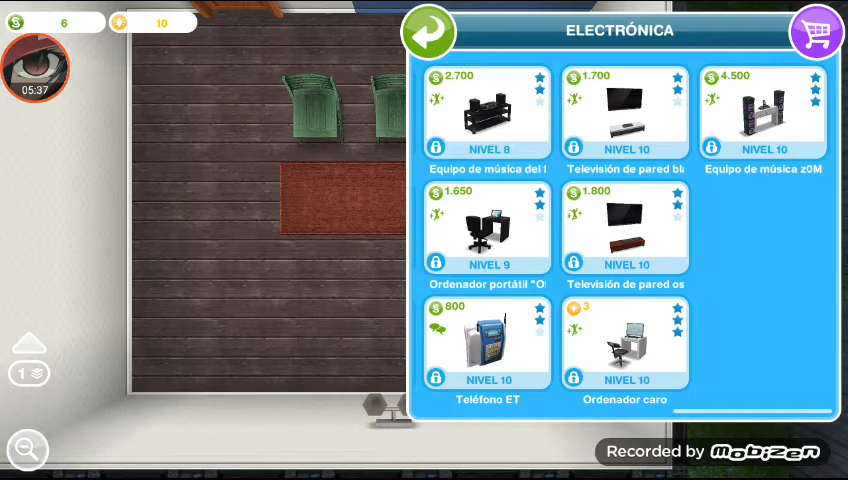 6
10
ELECTRÓNICA
05:37
2.700
NIVEL 8
Equipo de música del
1.700
NIVEL 10
Televisión de pared bla
4.500
NIVEL 10
Equipo de música z0M
1.650
NIVEL 9
Ordenador portátil "O
1.800
NIVEL 10
Televisión de pared os
800
NIVEL 10
Teléfono ET
3
NIVEL 10
Ordenador caro
1
Recorded by MOBIZEN